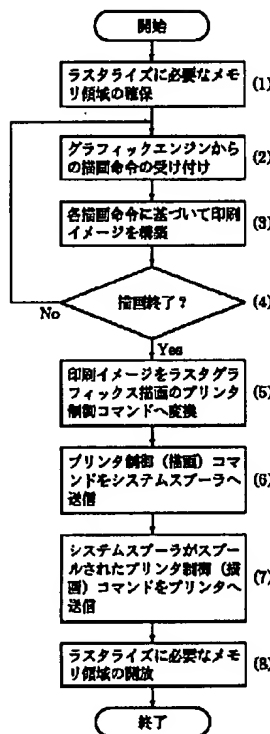 開始
ラスタライズに必要なメモ
リ領域の確保
(1)
グラフィックエンジンから
の描画命令の受け付け
(2)
各描画命令に基づいて印刷
イメージを構築
(3)
描画終了？
(4)
No
Yes
印刷イメージをラスタグラ
フィックス描画のプリンタ
制御コマンドへ変換
(5)
プリンタ制御（描画）コマ
ンドをシステムスプーラへ
送信
(6)
システムスプーラがスプー
ルされたプリンタ制御（描
画）コマンドをプリンタへ
送信
(7)
ラスタライズに必要なメモ
リ領域の開放
(8)
終了